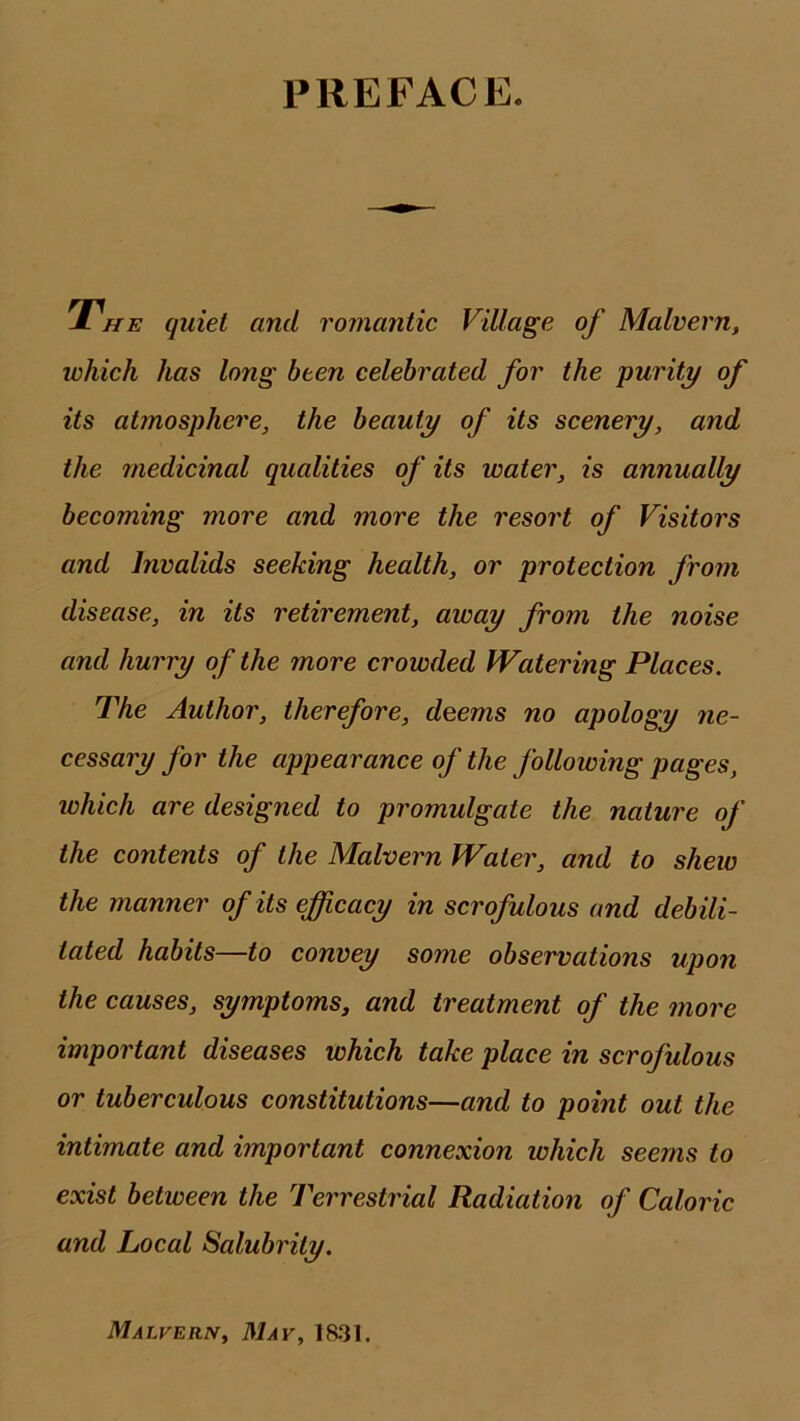 PREFACE.
THE quiet and romantic Village of Malvern,
which has long been celebrated for the purity of
its atmosphere, the beauty of its scenery, and
the medicinal qualities of its water, is annually
becoming more and more the resort of Visitors
and Invalids seeking health, or protection from
disease, in its retirement, away from the noise
and hurry of the more crowded Watering Places.
The Author, therefore, deems no apology ne-
cessary for the appearance of the following pages,
which are designed to promulgate the nature of
the contents of the Malvern Water, and to shew
the manner of its efficacy in scrofulous and debili-
tated habits—to convey some observations upon
the causes, symptoms, and treatment of the more
important diseases which take place in scrofulous
or tuberculous constitutions—and to point out the
intimate and important connexion which seems to
exist between the Terrestrial Radiation of Caloric
and Local Salubrity.
MALVERN, MAY, 1831.